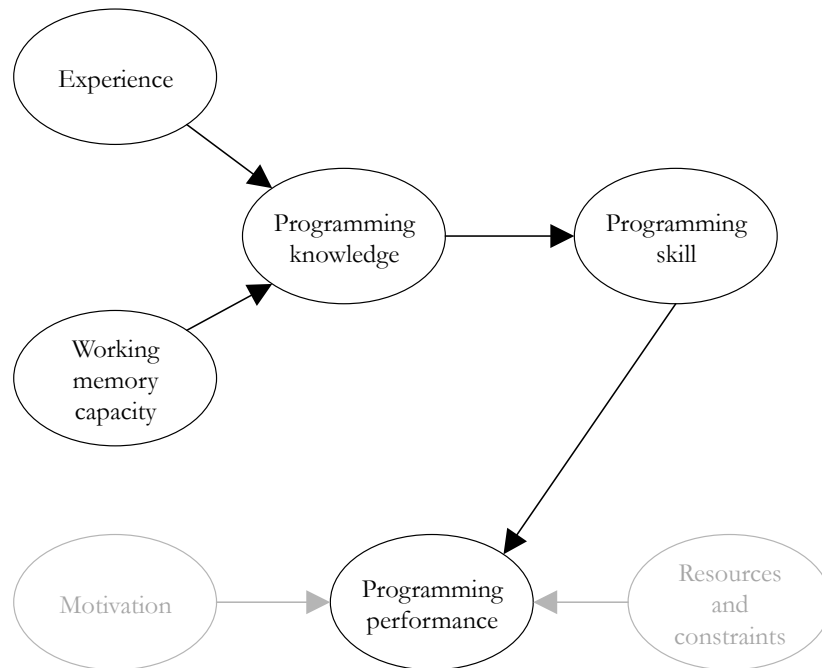 Experience
Programming
knowledge
Programming
skill
Working
memory
capacity
Motivation
Programming
performance
Resources
and
constraints